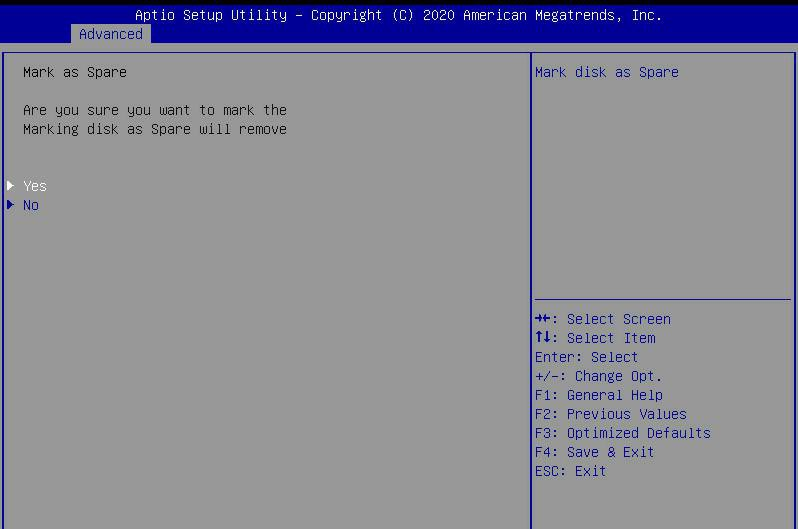 Aptio Setup Utility – Copyright (C) 2020 American Megatrends, Inc.
Advanced
Mark as Spare
Are you sure you want to mark the
Marking disk as Spare will remove
Yes
No
Mark disk as Spare
→←: Select Screen
↑↓: Select Item
Enter: Select
+/-: Change Opt.
F1: General Help
F2: Previous Values
F3: Optimized Defaults
F4: Save & Exit
ESC: Exit